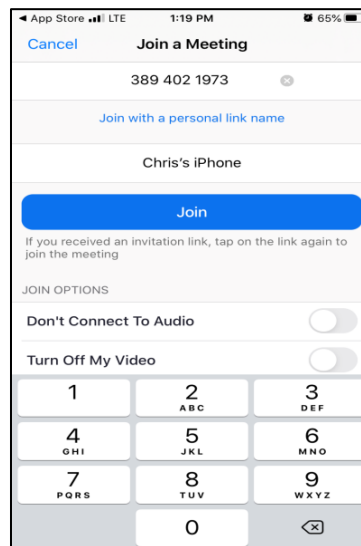 App Store LTE 1:19 PM 65%
Cancel Join a Meeting
389 402 1973
Join with a personal link name
Chris's iPhone
Join
If you received an invitation link, tap on the link again to
join the meeting
JOIN OPTIONS
Don't Connect To Audio
Turn Off My Video
1 2 3
ABC DEF
4 5 6
GHI JKL MNO
7 8 9
PQRS TUV WXYZ
0